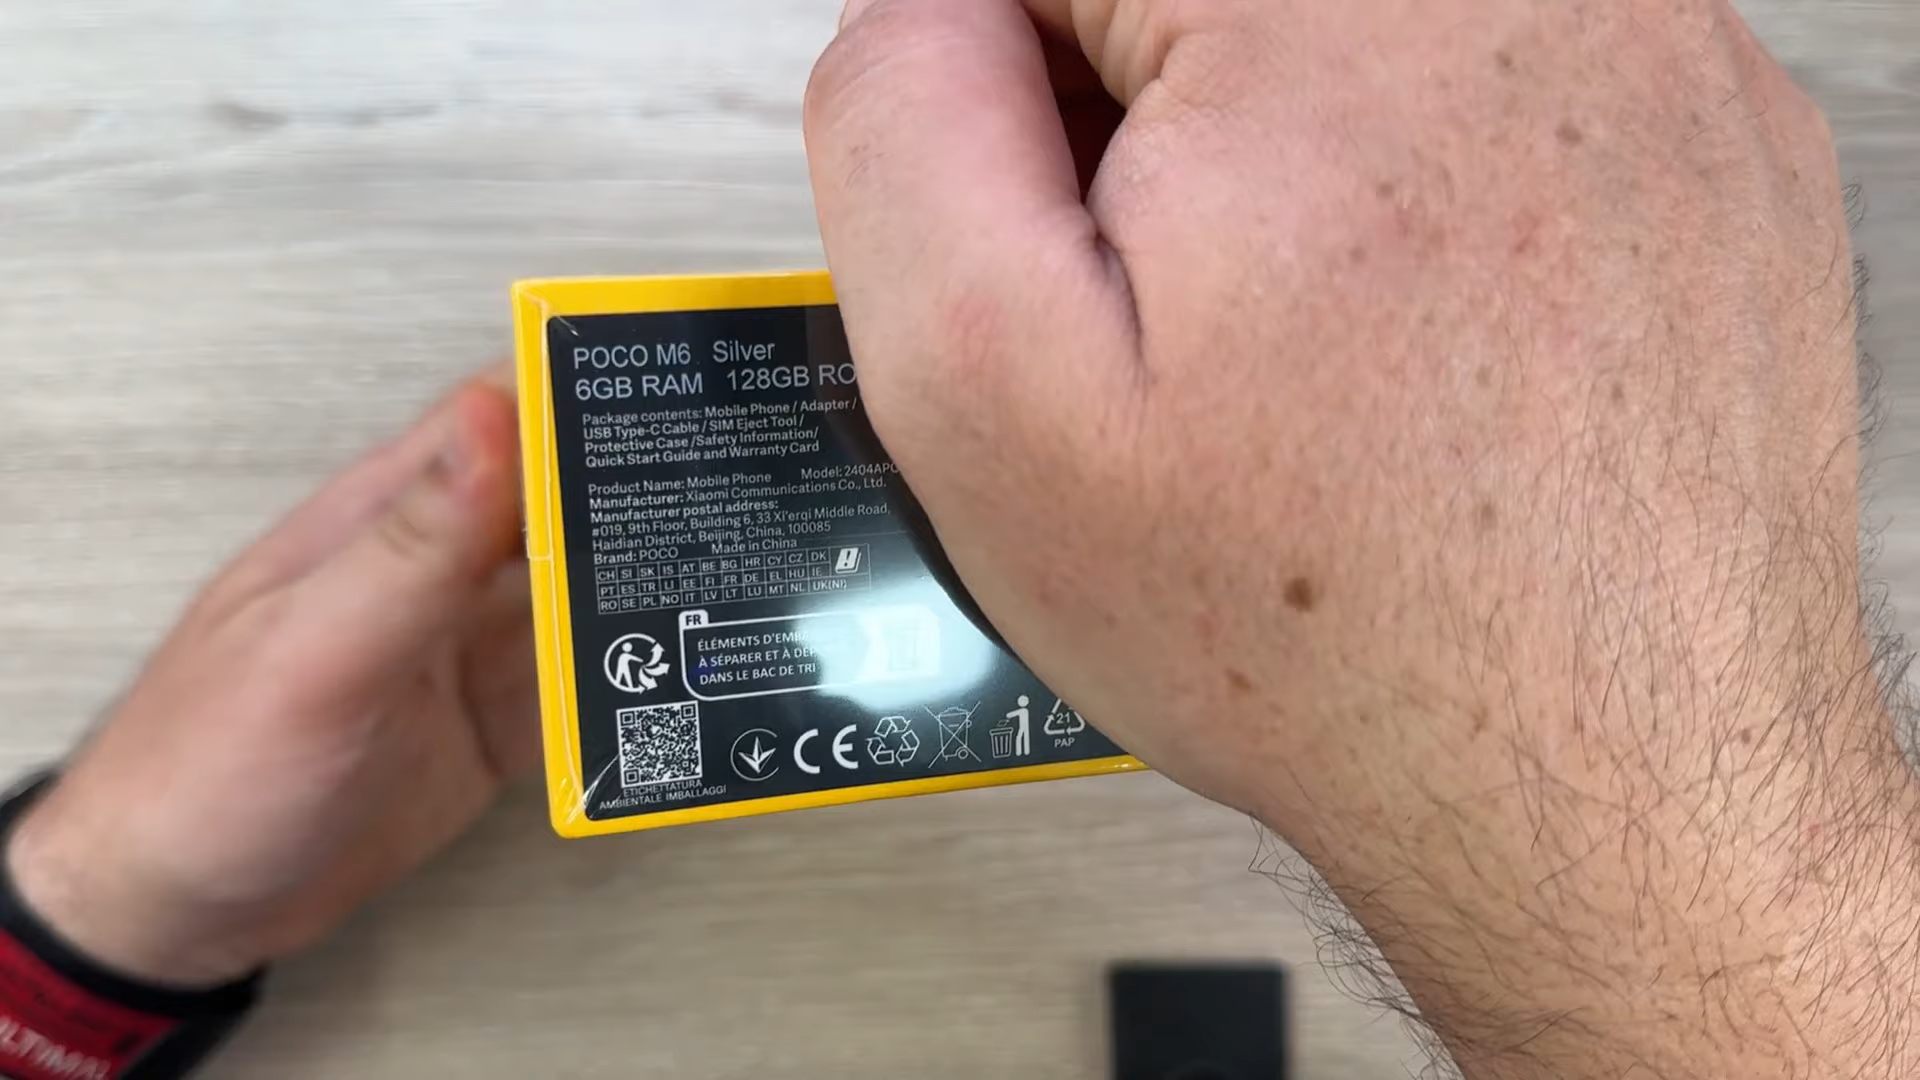 POCO M6 Silver
6GB RAM 128GB RO
Package contents: Mobile Phone / Adapter /
USB Type-C Cable / SIM Eject Tool /
Protective Case /Safety Information/
Quick Start Guide and Warranty Card
Product Name: Mobile Phone Model: 2404APC
Manufacturer: Xiaomi Communications Co., Ltd.
Manufacturer postal address:
#019, 9th Floor, Building 6, 33 Xi'erqi Middle Road,
Haidian District, Beijing, China, 100085
Brand: POCO Made in China
CH SI SK IS AT BE BG HR CY CZ DK
PT ES TR LI EE FI FR DE EL HU IE
RO SE PL NO IT LV LT LU MT NL UK(NI)
FR
ÉLÉMENTS D'EMBA
À SÉPARER ET À DÉP
DANS LE BAC DE TRI
CE
21
PAP
ETICHETTATURA
AMBIENTALE IMBALLAGGI